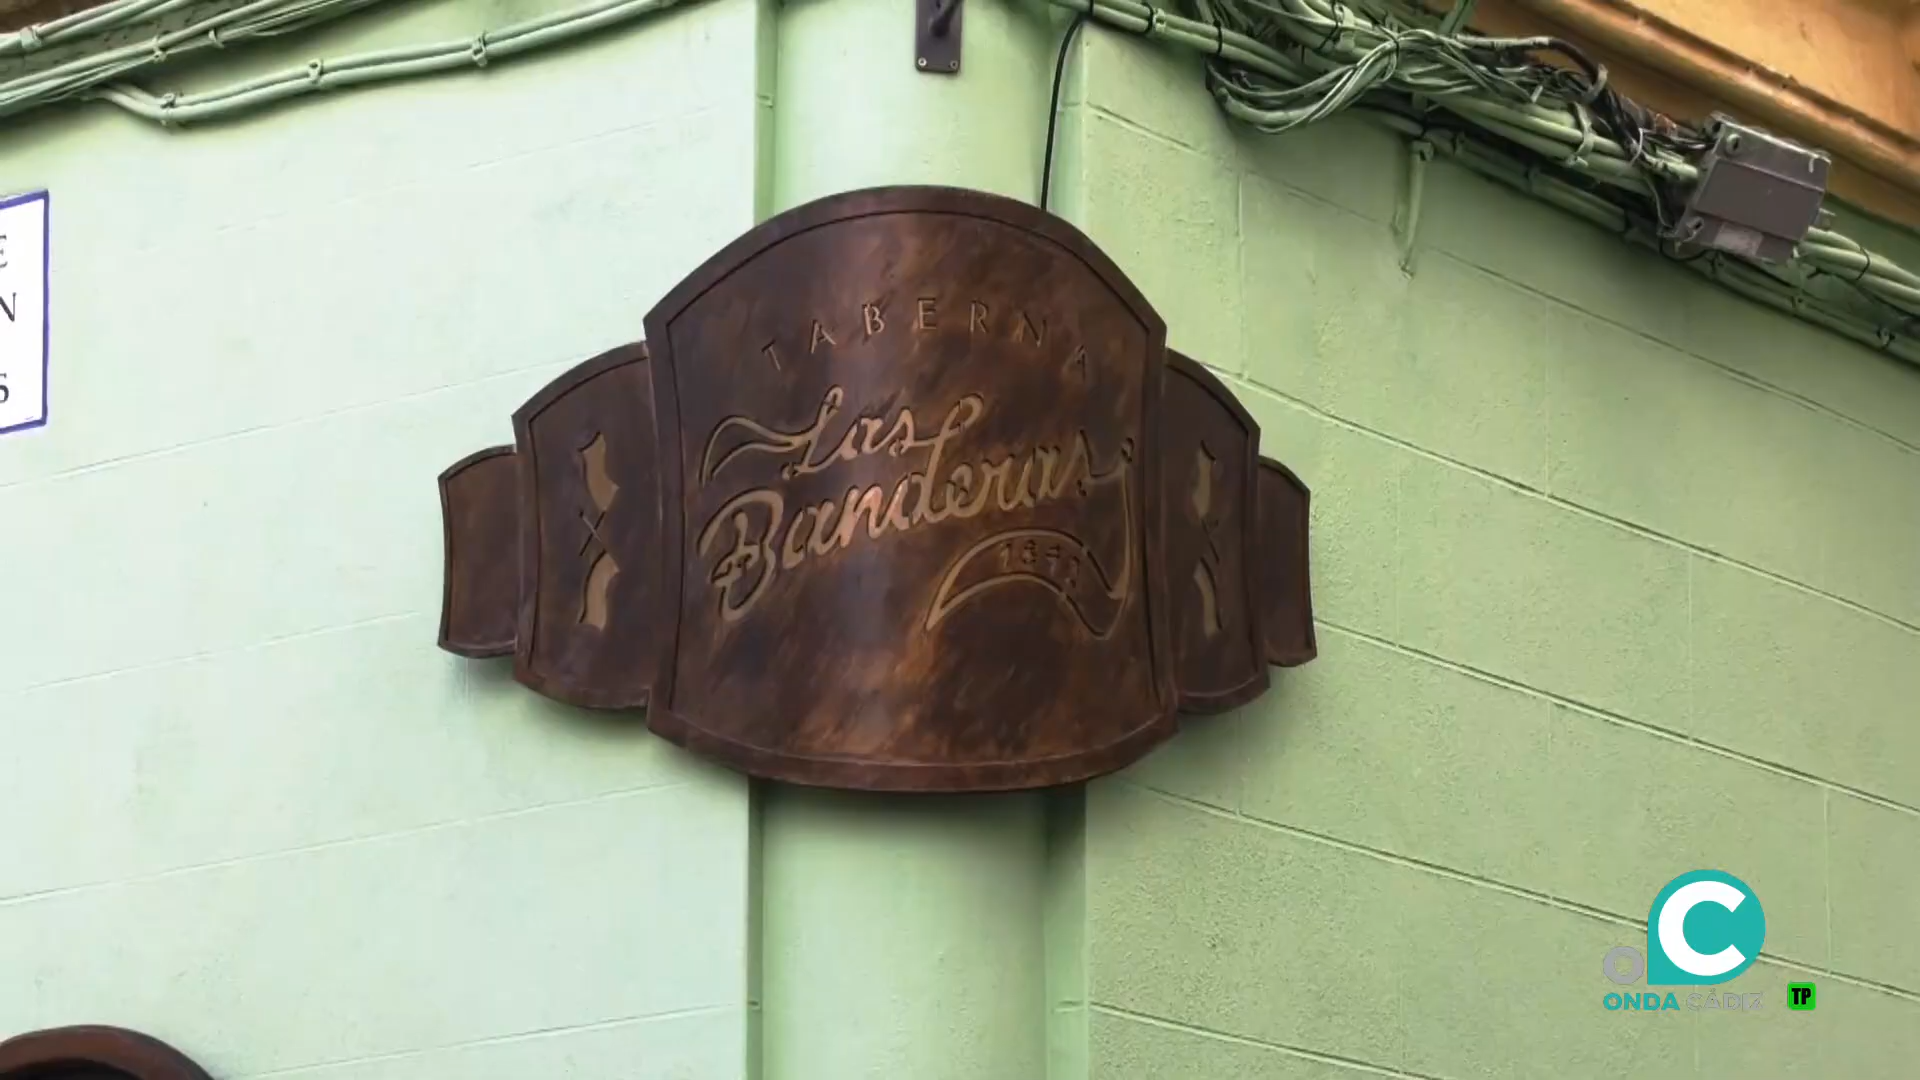 E
N
S
TABERNA
Las
Banderas
ONDA CÁDIZ
TP